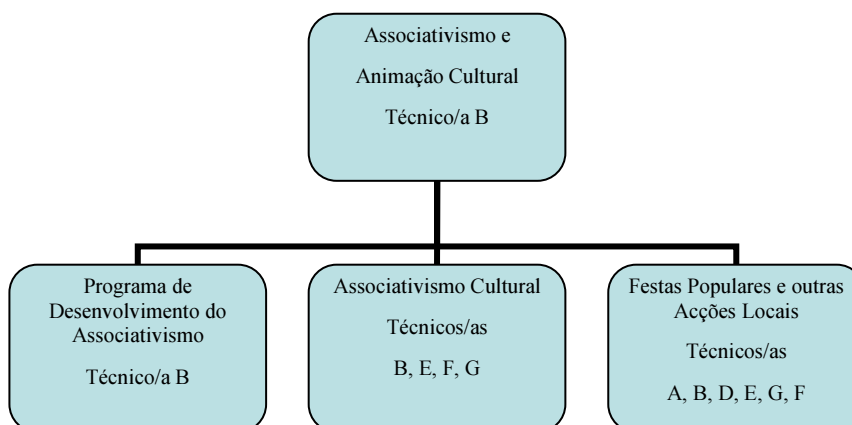 Associativismo e
Animação Cultural
Técnico/a B
Programa de
Desenvolvimento do
Associativismo
Técnico/a B
Associativismo Cultural
Técnicos/as
B, E, F, G
Festas Populares e outras
Acções Locais
Técnicos/as
A, B, D, E, G, F